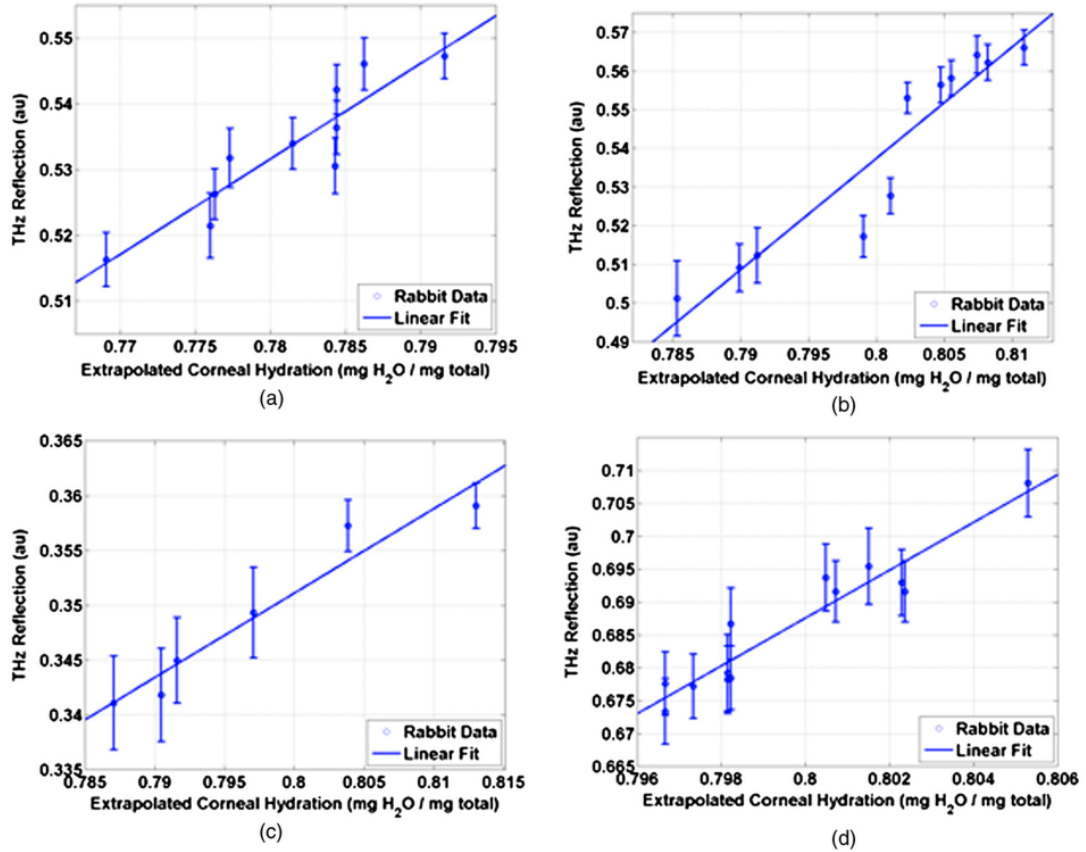 0.55
0.54
0.53
0.52
0.51
THz Reflection (au)
Rabbit Data
Linear Fit
0.77 0.775 0.78 0.785 0.79 0.795
Extrapolated Corneal Hydration (mg H₂O / mg total)
(a)
0.57
0.56
0.55
0.54
0.53
0.52
0.51
0.5
0.49
THz Reflection (au)
Rabbit Data
Linear Fit
0.785 0.79 0.795 0.8 0.805 0.81
Extrapolated Corneal Hydration (mg H₂O / mg total)
(b)
0.365
0.36
0.355
0.35
0.345
0.34
0.335
THz Reflection (au)
Rabbit Data
Linear Fit
0.785 0.79 0.795 0.8 0.805 0.81 0.815
Extrapolated Corneal Hydration (mg H₂O / mg total)
(c)
0.71
0.705
0.7
0.695
0.69
0.685
0.68
0.675
0.67
0.665
THz Reflection (au)
Rabbit Data
Linear Fit
0.796 0.798 0.8 0.802 0.804 0.806
Extrapolated Corneal Hydration (mg H₂O / mg total)
(d)